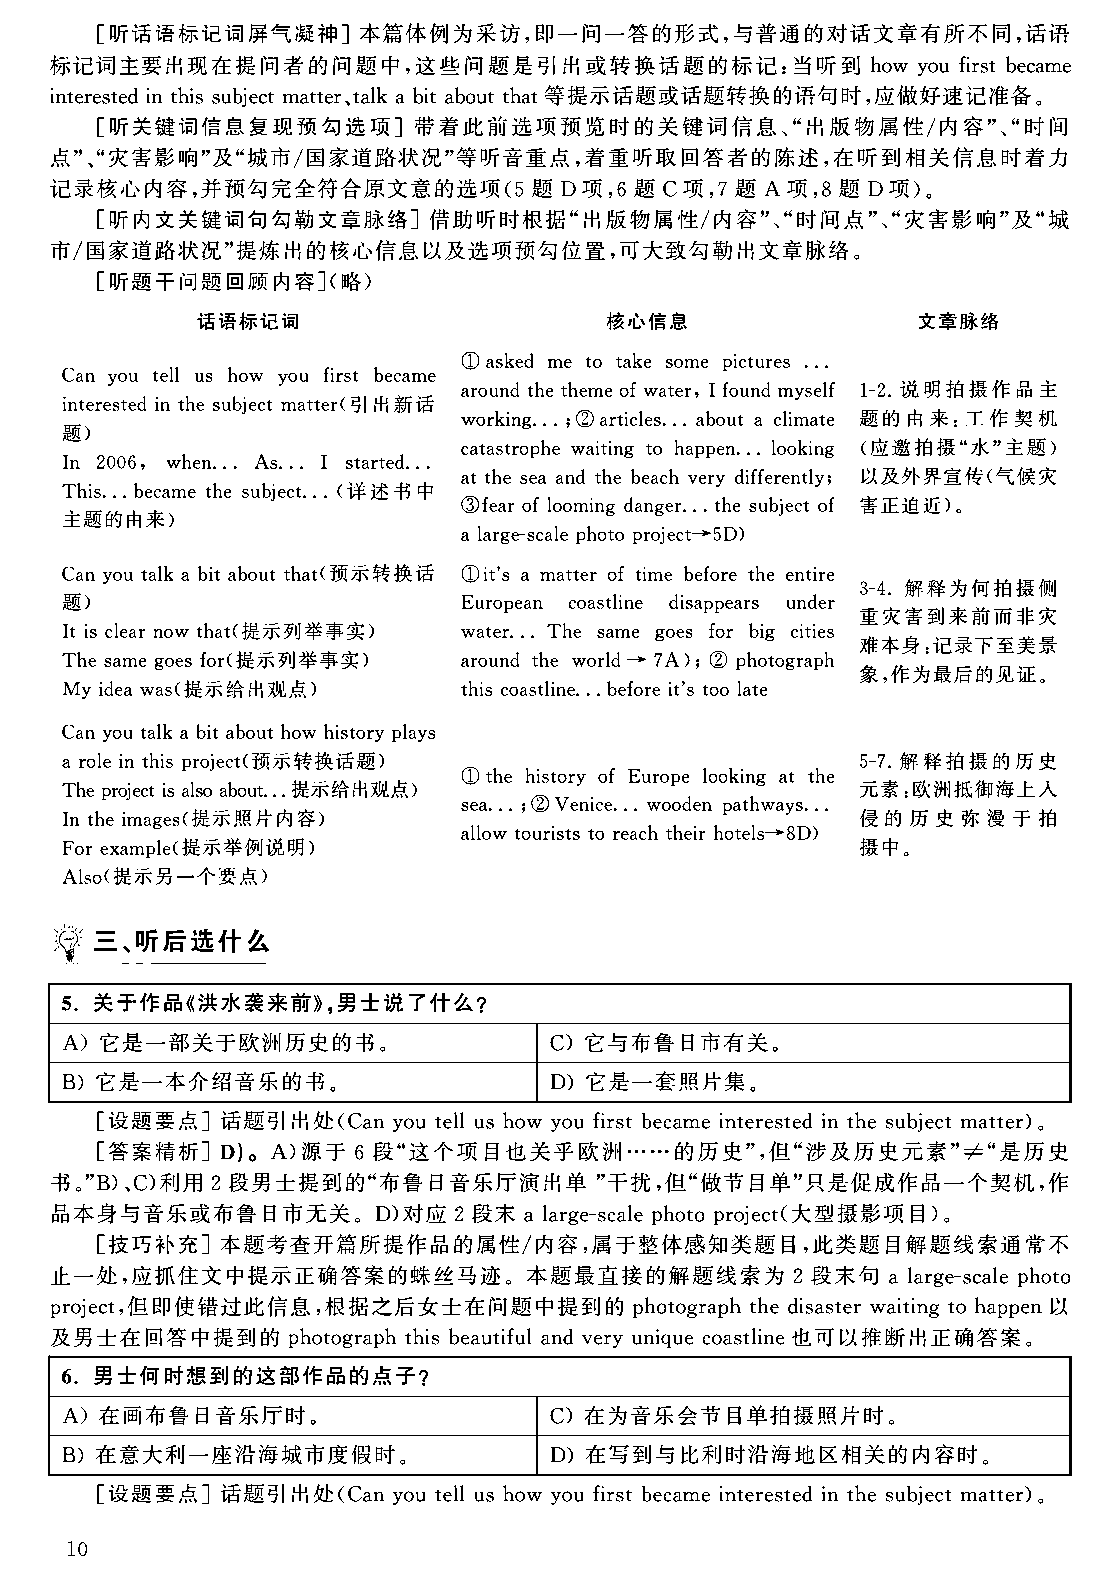 [听话语标记词屏气凝神] 本篇体例为采访,即一问一答的形式,与普通的对话文章有所不同,话语
标记词主要出现在提问者的问题中,这些问题是引出或转换话题的标记:当听到 how you first became
interested in this subject matter、talk a bit about that 等提示话题或话题转换的语句时,应做好速记准备。
[听关键词信息复现预勾选项] 带着此前选项预览时的关键词信息、“出版物属性/内容”、“时间
点”、“灾害影响”及“城市/国家道路状况”等听音重点,着重听取回答者的陈述,在听到相关信息时着力
记录核心内容,并预勾完全符合原文意的选项(5 题 D 项,6 题 C 项,7 题 A 项,8 题 D 项)。
[听内文关键词句勾勒文章脉络] 借助听时根据“出版物属性/内容”、“时间点”、“灾害影响”及“城
市/国家道路状况”提炼出的核心信息以及选项预勾位置,可大致勾勒出文章脉络。
[听题干问题回顾内容](略)
话语标记词
Can you tell us how you first became
interested in the subject matter(引出新话
题)
In 2006, when... As... I started...
This...became the subject...(详述书中
主题的由来)
核心信息
① asked me to take some pictures ...
around the theme of water, I found myself
working...;② articles... about a climate
catastrophe waiting to happen... looking
at the sea and the beach very differently;
③fear of looming danger...the subject of
a large-scale photo project→5D)
文章脉络
1-2. 说明拍摄作品主
题的由来:工作契机
(应邀拍摄“水”主题)
以及外界宣传(气候灾
害正迫近)。
Can you talk a bit about that(预示转换话
题)
It is clear now that(提示列举事实)
The same goes for(提示列举事实)
My idea was(提示给出观点)
①it's a matter of time before the entire
European coastline disappears under
water... The same goes for big cities
around the world → 7A); ② photograph
this coastline...before it's too late
3-4. 解释为何拍摄侧
重灾害到来前而非灾
难本身;记录下至美景
象,作为最后的见证。
Can you talk a bit about how history plays
a role in this project(预示转换话题)
The project is also about...提示给出观点)
In the images(提示照片内容)
For example(提示举例说明)
Also(提示另一个要点)
① the history of Europe looking at the
sea...;② Venice... wooden pathways...
allow tourists to reach their hotels→8D)
5-7. 解释拍摄的历史
元素;欧洲抵御海上入
侵的历史弥漫于拍
摄中。
三、听后选什么
5. 关于作品《洪水袭来前》,男士说了什么?
A) 它是一部关于欧洲历史的书。
C) 它与布鲁日市有关。
B) 它是一本介绍音乐的书。
D) 它是一套照片集。
[设题要点] 话题引出处(Can you tell us how you first became interested in the subject matter)。
[答案精析] D)。A)源于 6 段“这个项目也关乎欧洲……的历史”,但“涉及历史元素”≠“是历史
书。”B)、C)利用 2 段男士提到的“布鲁日音乐厅演出单 ”干扰,但“做节目单”只是促成作品一个契机,作
品本身与音乐或布鲁日市无关。D)对应 2 段末 a large-scale photo project(大型摄影项目)。
[技巧补充] 本题考查开篇所提作品的属性/内容,属于整体感知类题目,此类题目解题线索通常不
止一处,应抓住文中提示正确答案的蛛丝马迹。本题最直接的解题线索为 2 段末句 a large-scale photo
project,但即使错过此信息,根据之后女士在问题中提到的 photograph the disaster waiting to happen 以
及男士在回答中提到的 photograph this beautiful and very unique coastline 也可以推断出正确答案。
6. 男士何时想到的这部作品的点子?
A) 在画布鲁日音乐厅时。
C) 在为音乐会节目单拍摄照片时。
B) 在意大利一座沿海城市度假时。
D) 在写到与比利时沿海地区相关的内容时。
[设题要点] 话题引出处(Can you tell us how you first became interested in the subject matter)。
10